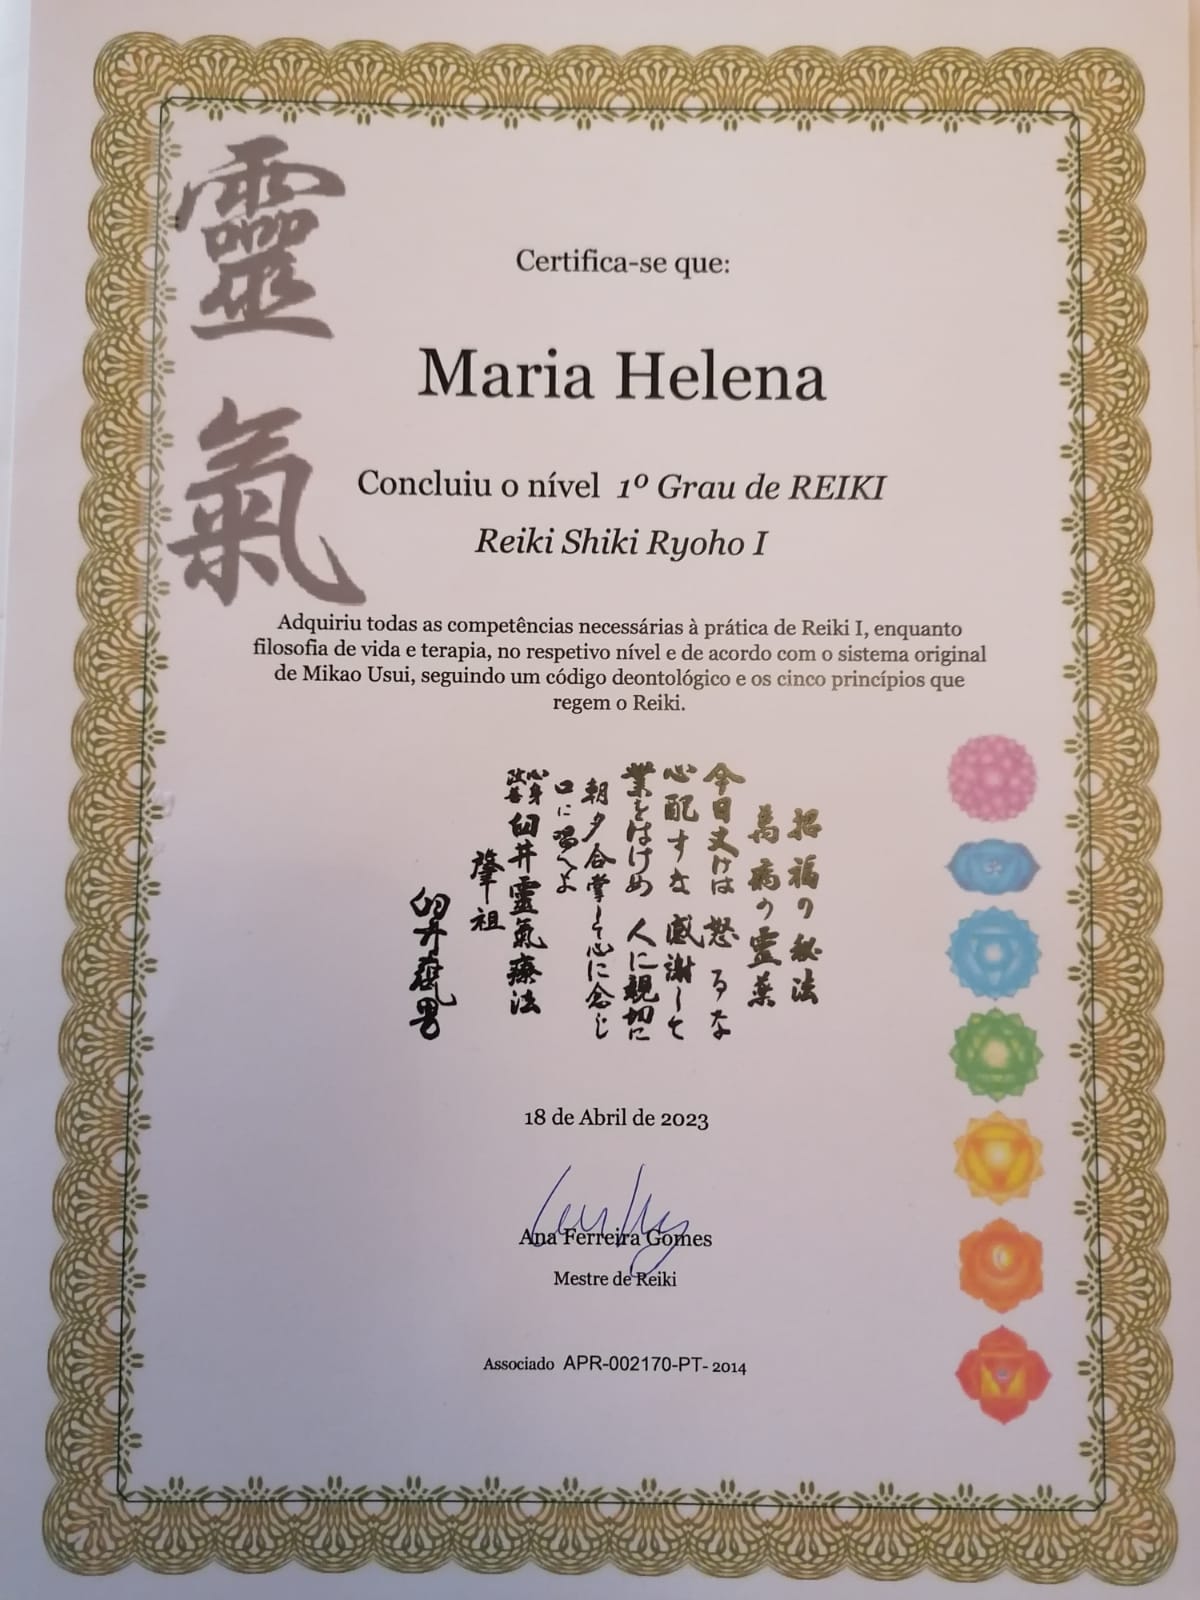 靈氣
Certifica-se que:
Maria Helena
Concluiu o nível 1º Grau de REIKI
Reiki Shiki Ryoho I
Adquiriu todas as competências necessárias à prática de Reiki I, enquanto
filosofia de vida e terapia, no respetivo nível e de acordo com o sistema original
de Mikao Usui, seguindo um código deontológico e os cinco princípios que
regem o Reiki.
招福の秘法
萬病の霊薬
今日丈けは 怒るな
心配すな 感謝して
業をはけめ 人に親切に
朝夕合掌して心に念じ
口に唱へよ
心身改善 臼井靈氣療法
肇祖
臼井甕男
18 de Abril de 2023
Ana Ferreira Gomes
Mestre de Reiki
Associado APR-002170-PT- 2014